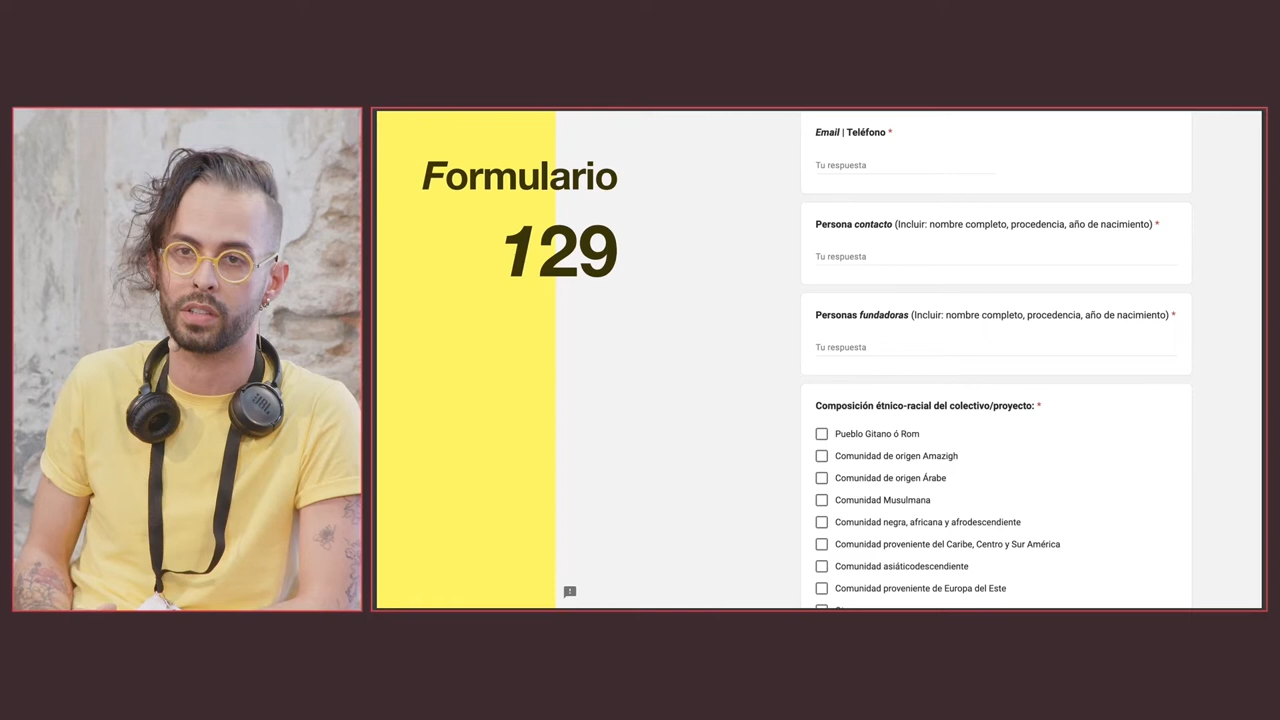 JBL
Formulario
129
Email | Teléfono *
Tu respuesta
Persona contacto (Incluir: nombre completo, procedencia, año de nacimiento) *
Tu respuesta
Personas fundadoras (Incluir: nombre completo, procedencia, año de nacimiento) *
Tu respuesta
Composición étnico-racial del colectivo/proyecto: *
Pueblo Gitano ó Rom
Comunidad de origen Amazigh
Comunidad de origen Árabe
Comunidad Musulmana
Comunidad negra, africana y afrodescendiente
Comunidad proveniente del Caribe, Centro y Sur América
Comunidad asiáticodescendiente
Comunidad proveniente de Europa del Este